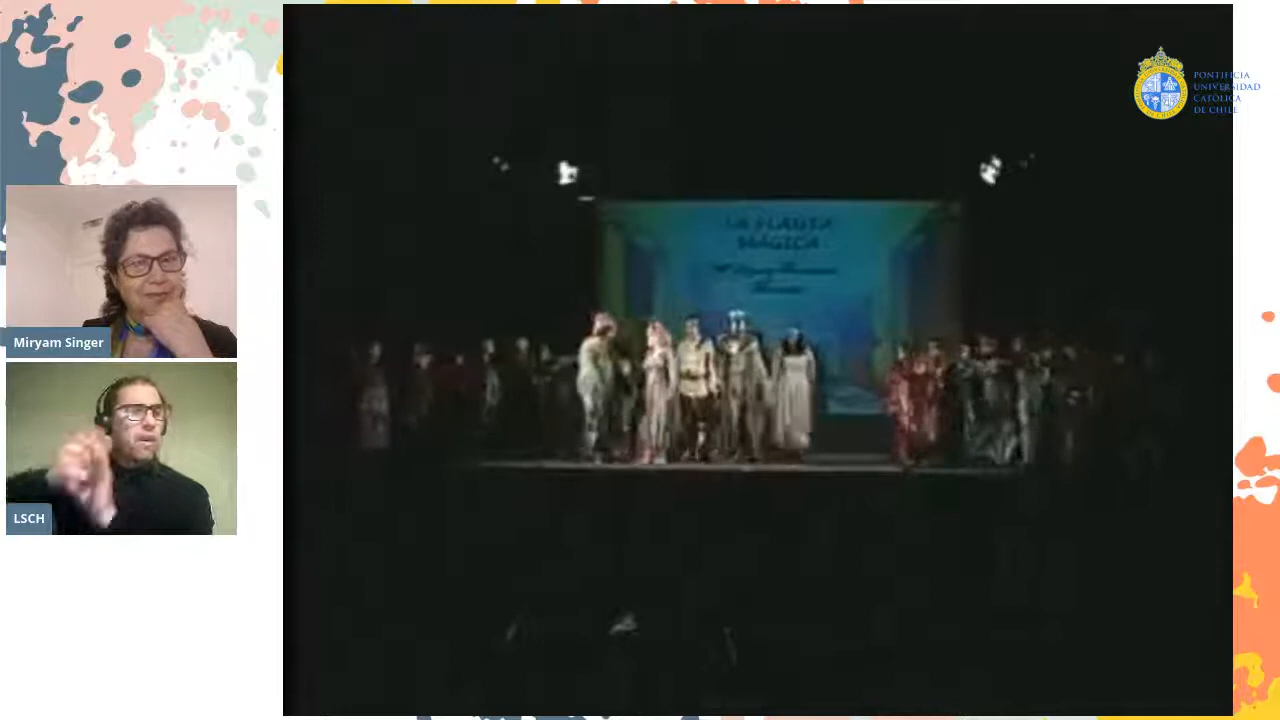 PONTIFICIA
UNIVERSIDAD
CATÓLICA
DE CHILE
LA FLAUTA
MÁGICA
Miryam Singer
LSCH